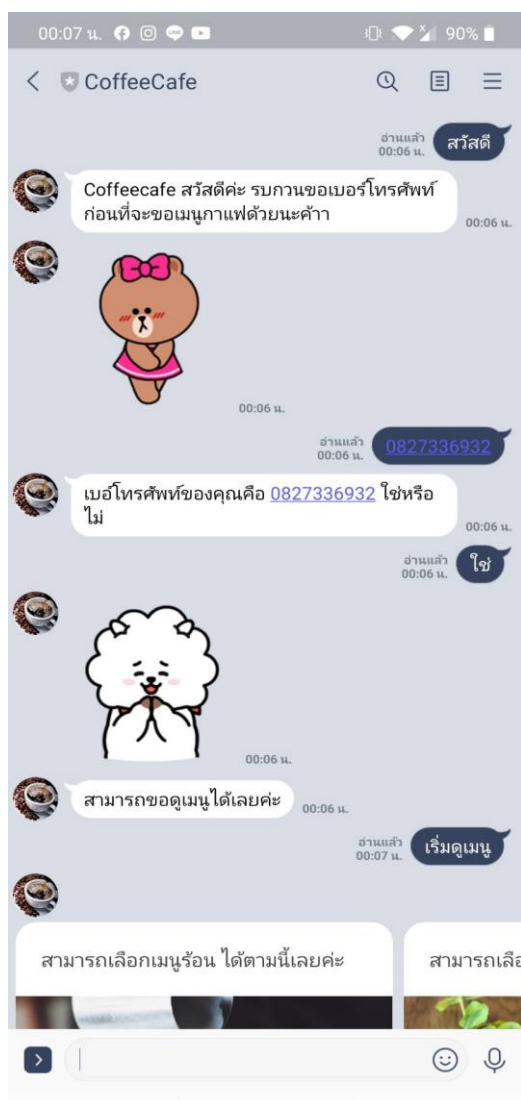 00:07 น.
90%
CoffeeCafe
อ่านแล้ว
00:06 น.
สวัสดี
Coffeecafe สวัสดีค่ะ รบกวนขอเบอร์โทรศัพท์
ก่อนที่จะขอเมนูกาแฟด้วยนะค้าา
00:06 น.
00:06 น.
อ่านแล้ว
00:06 น.
0827336932
เบอ์โทรศัพท์ของคุณคือ 0827336932 ใช่หรือ
ไม่
00:06 น.
อ่านแล้ว
00:06 น.
ใช่
00:06 น.
สามารถขอดูเมนูได้เลยค่ะ
00:06 น.
อ่านแล้ว
00:07 น.
เริ่มดูเมนู
สามารถเลือกเมนูร้อน ได้ตามนี้เลยค่ะ
สามารถเลือ